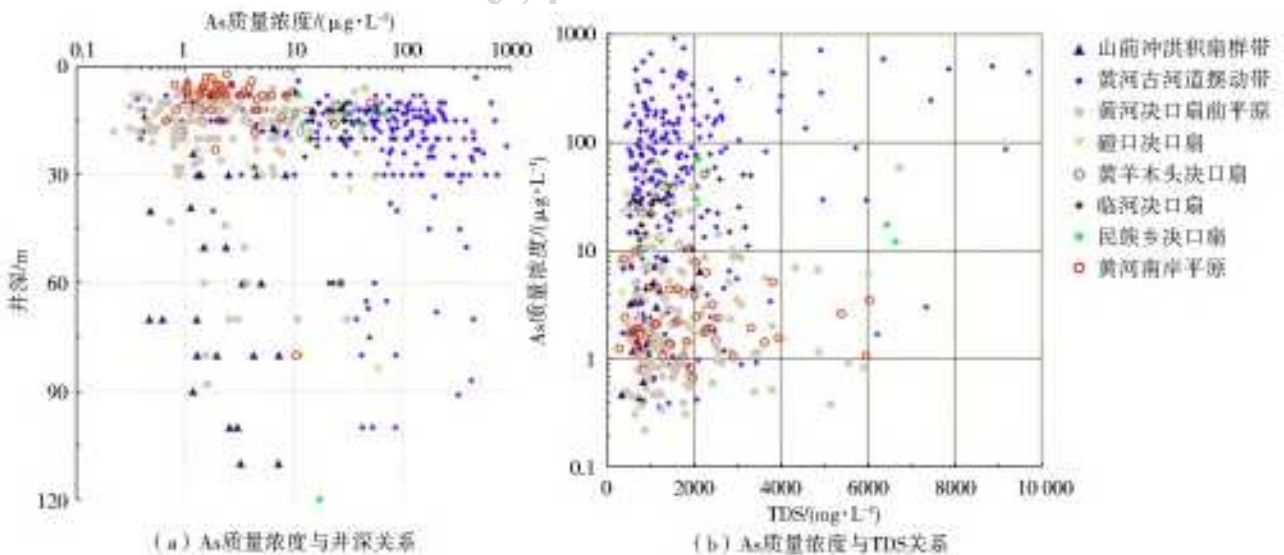 As质量浓度/(μg·L⁻¹)
0.1 1 10 100 1000
0
30
60
90
120
井深/m
(a) As质量浓度与井深关系
1000
100
10
1
0.1
As质量浓度/(μg·L⁻¹)
0 2000 4000 6000 8000 10 000
TDS/(mg·L⁻¹)
(b) As质量浓度与TDS关系
山前冲洪积扇群带
黄河古河道摆动带
黄河决口扇前平原
磴口决口扇
黄羊木头决口扇
临河决口扇
民族乡决口扇
黄河南岸平原